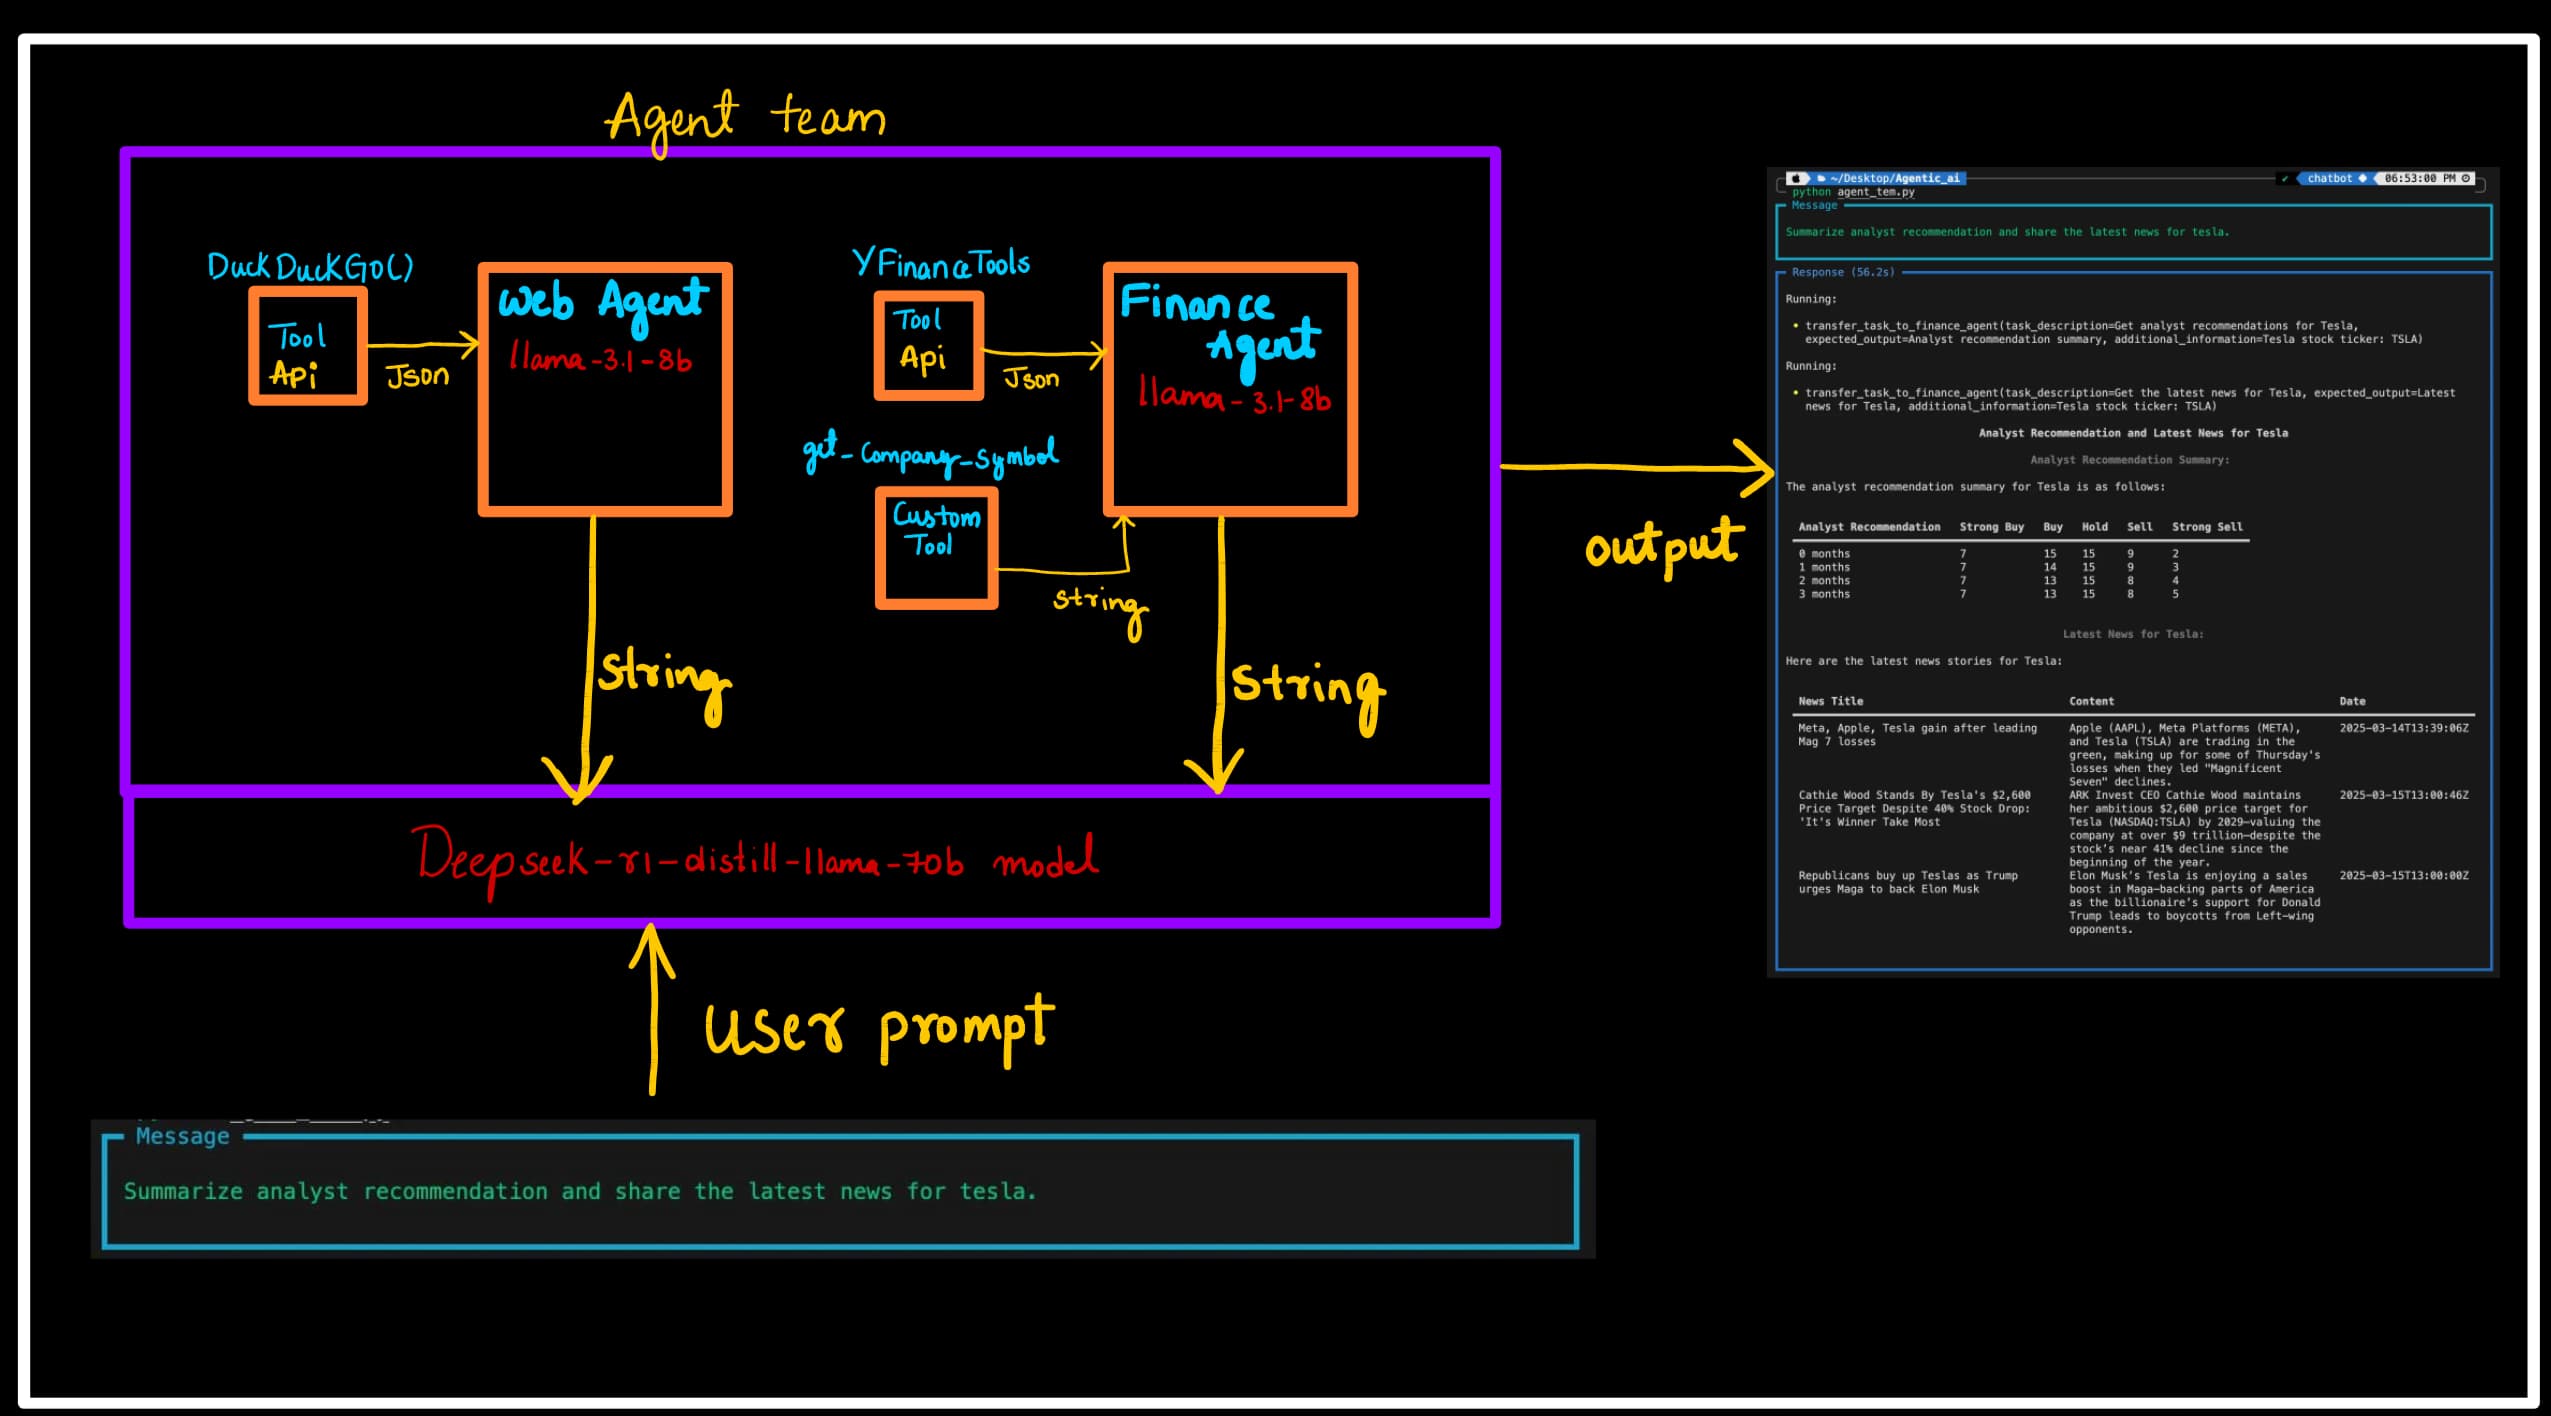 Agent team
DuckDuckGo()
Tool
Api
Json
Web Agent
llama-3.1-8b
YFinanceTools
Tool
Api
Json
Finance
Agent
llama-3.1-8b
get-Company-Symbol
Custom
Tool
string
String
String
Deepseek-r1-distill-llama-70b model
user prompt
Message
Summarize analyst recommendation and share the latest news for tesla.
output
~/Desktop/Agentic_ai
chatbot
06:53:00 PM
python agent_tem.py
Message
Summarize analyst recommendation and share the latest news for tesla.
Response (56.2s)
Running:
• transfer_task_to_finance_agent(task_description=Get analyst recommendations for Tesla,
expected_output=Analyst recommendation summary, additional_information=Tesla stock ticker: TSLA)
Running:
• transfer_task_to_finance_agent(task_description=Get the latest news for Tesla, expected_output=Latest
news for Tesla, additional_information=Tesla stock ticker: TSLA)
Analyst Recommendation and Latest News for Tesla
Analyst Recommendation Summary:
The analyst recommendation summary for Tesla is as follows:
Analyst Recommendation Strong Buy Buy Hold Sell Strong Sell
0 months 7 15 15 9 2
1 months 7 14 15 9 3
2 months 7 13 15 8 4
3 months 7 13 15 8 5
Latest News for Tesla:
Here are the latest news stories for Tesla:
News Title Content Date
Meta, Apple, Tesla gain after leading Apple (AAPL), Meta Platforms (META), 2025-03-14T13:39:06Z
Mag 7 losses and Tesla (TSLA) are trading in the
green, making up for some of Thursday's
losses when they led "Magnificent
Seven" declines.
Cathie Wood Stands By Tesla's $2,600 ARK Invest CEO Cathie Wood maintains 2025-03-15T13:00:46Z
Price Target Despite 40% Stock Drop: her ambitious $2,600 price target for
'It's Winner Take Most Tesla (NASDAQ:TSLA) by 2029—valuing the
company at over $9 trillion—despite the
stock's near 41% decline since the
beginning of the year.
Republicans buy up Teslas as Trump Elon Musk's Tesla is enjoying a sales 2025-03-15T13:00:00Z
urges Maga to back Elon Musk boost in Maga-backing parts of America
as the billionaire's support for Donald
Trump leads to boycotts from Left-wing
opponents.